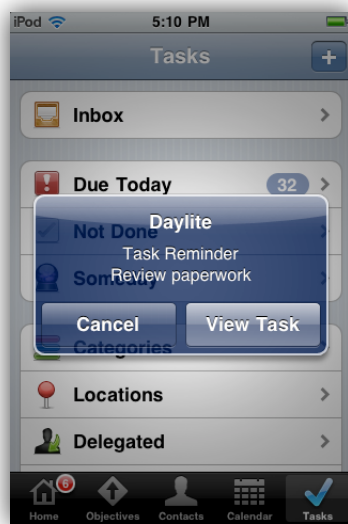 iPod 5:10 PM
Tasks +
Inbox
Due Today 32
Not Done
Daylite
Task Reminder
Review paperwork
Someday
Cancel View Task
Categories
Locations
Delegated
6
Home Objectives Contacts Calendar Tasks